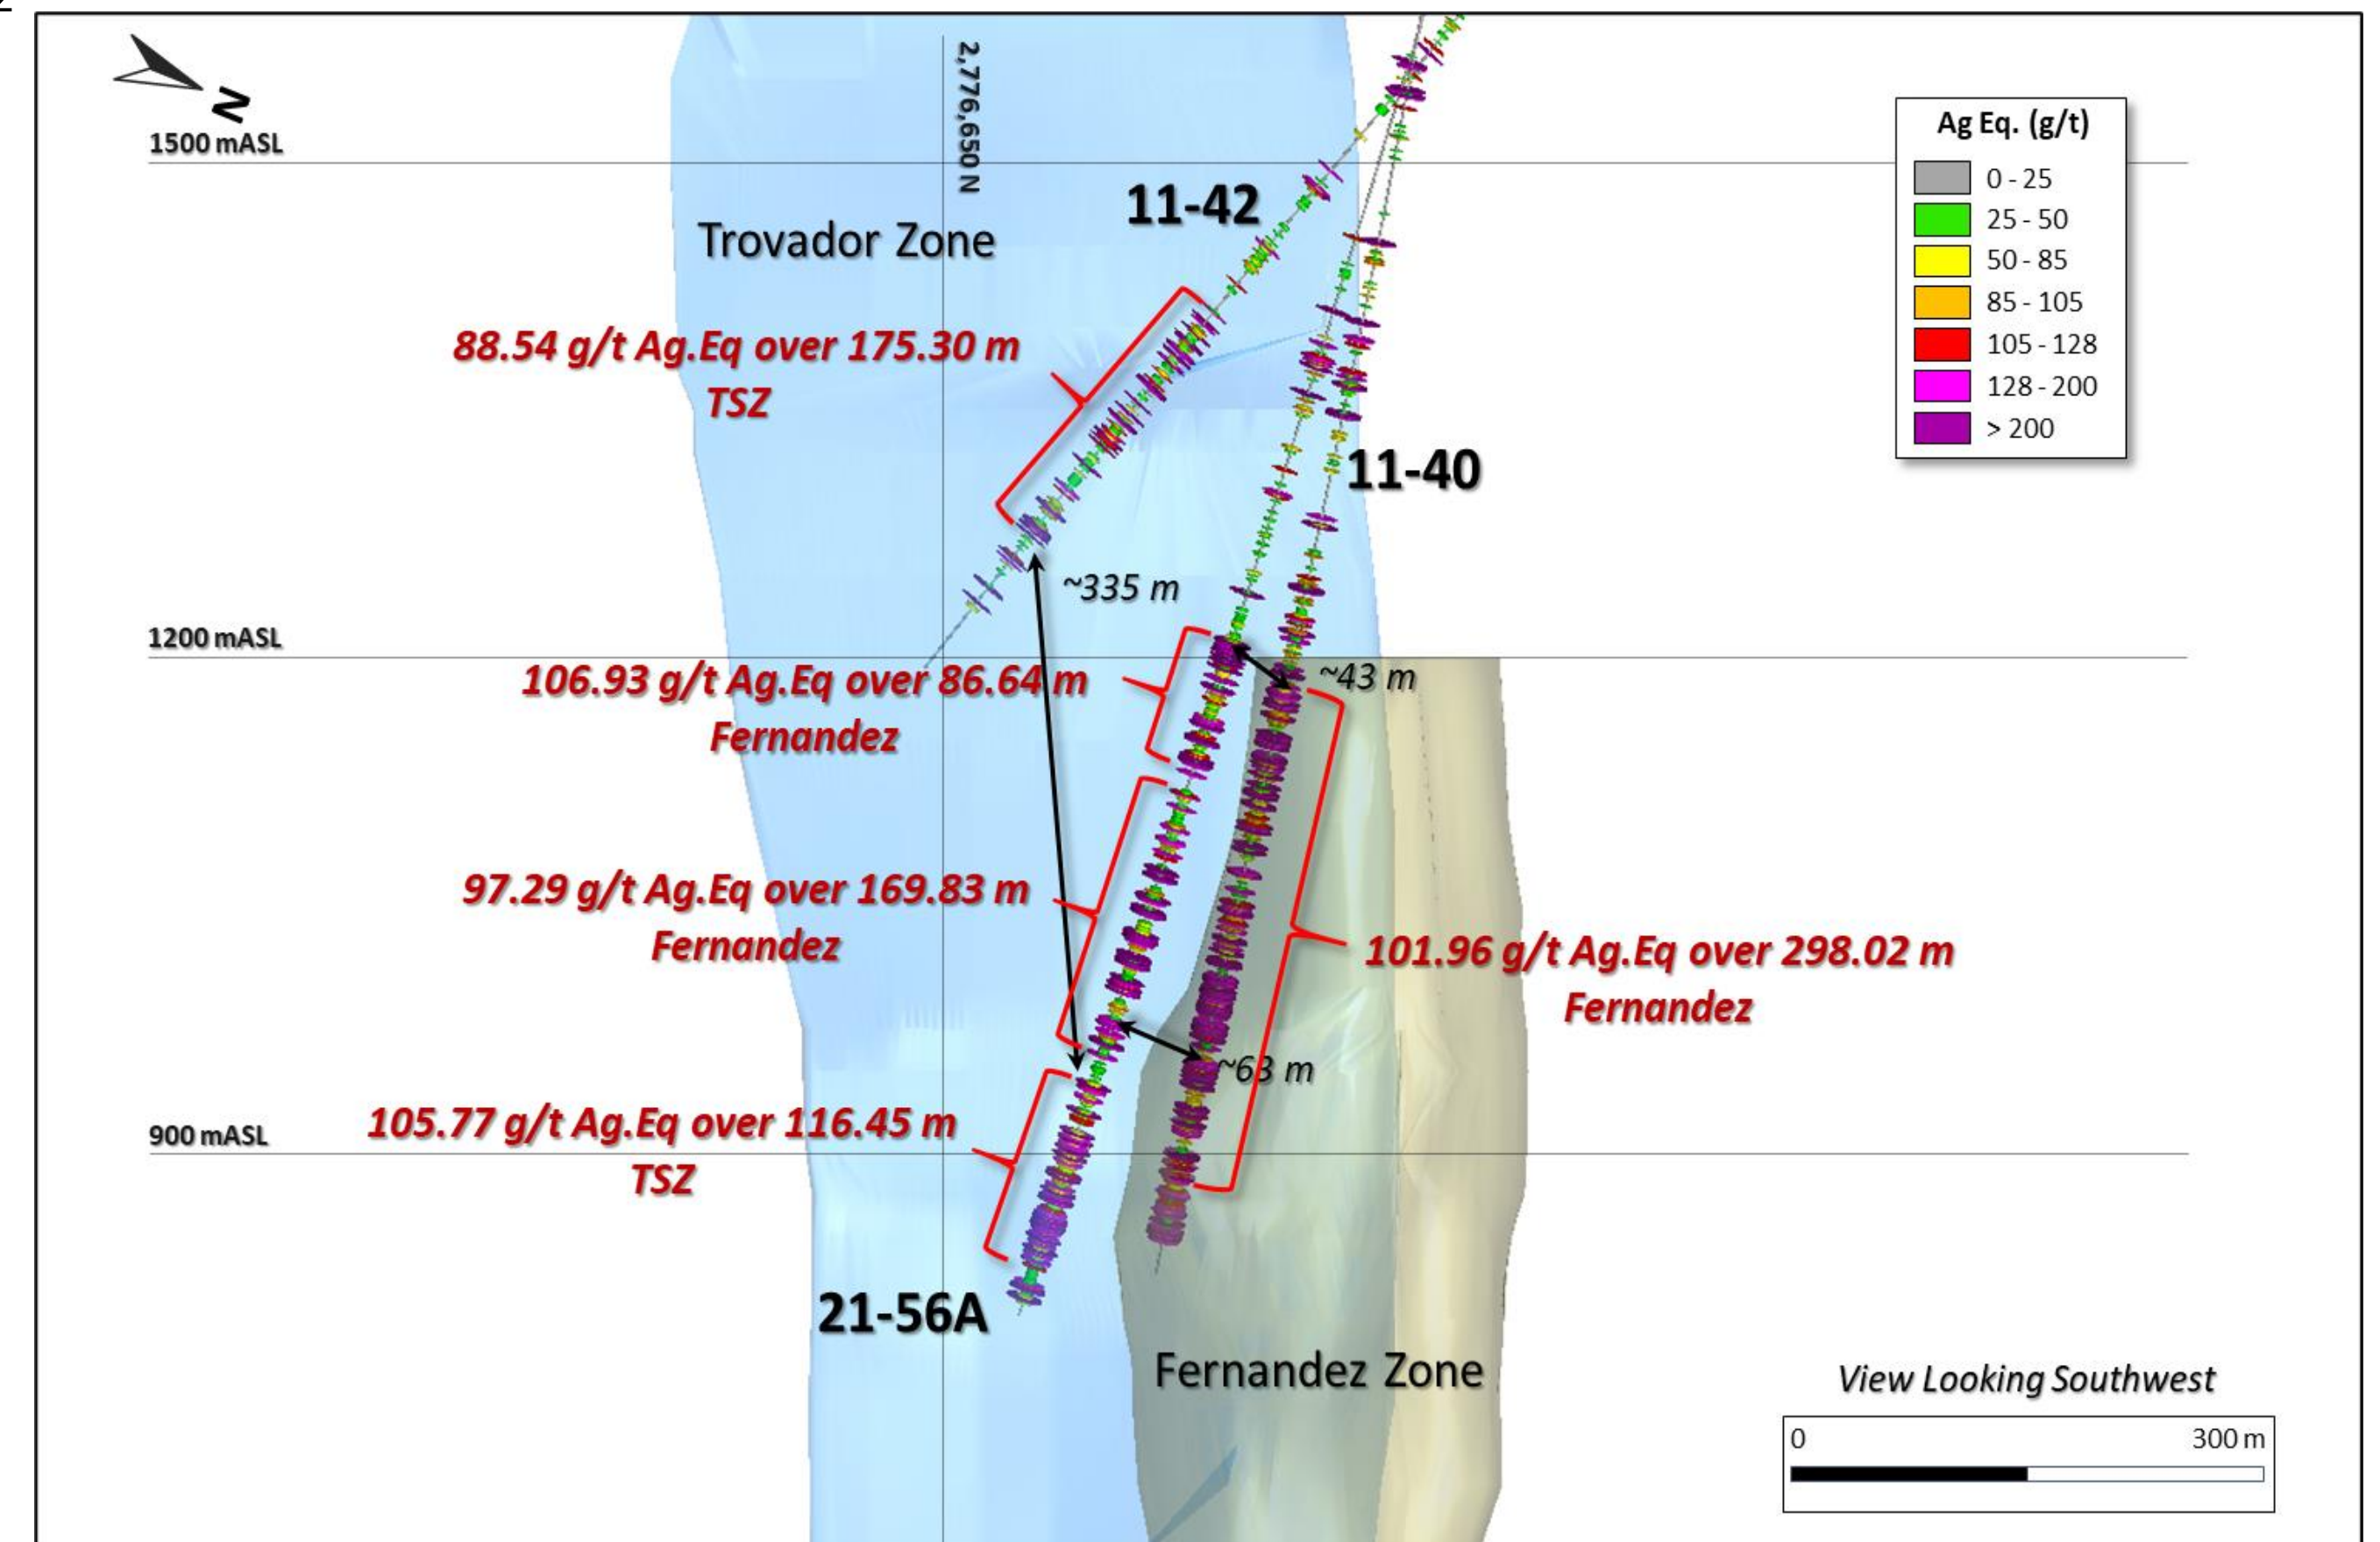 N
1500 mASL
2,776,650 N
Ag Eq. (g/t)
0 - 25
25 - 50
50 - 85
85 - 105
105 - 128
128 - 200
> 200
11-42
Trovador Zone
88.54 g/t Ag.Eq over 175.30 m
TSZ
11-40
~335 m
1200 mASL
106.93 g/t Ag.Eq over 86.64 m
Fernandez
~43 m
97.29 g/t Ag.Eq over 169.83 m
Fernandez
101.96 g/t Ag.Eq over 298.02 m
Fernandez
~63 m
105.77 g/t Ag.Eq over 116.45 m
TSZ
900 mASL
21-56A
Fernandez Zone
View Looking Southwest
0
300 m